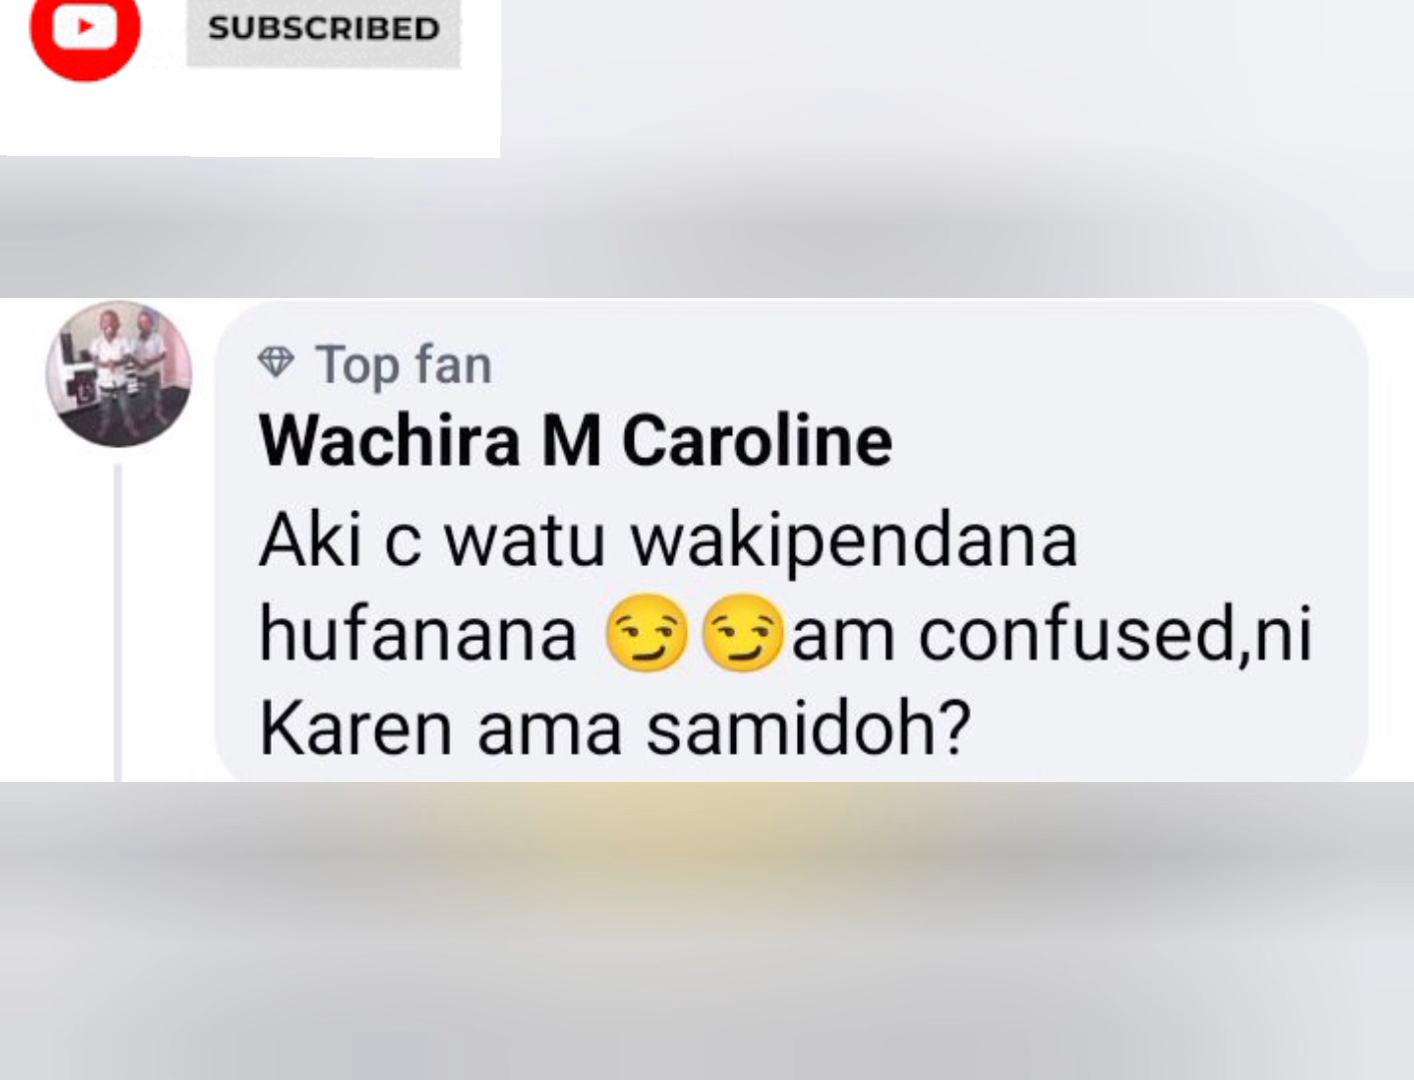 SUBSCRIBED
Top fan
Wachira M Caroline
Aki c watu wakipendana
hufanana 😏😏am confused,ni
Karen ama samidoh?